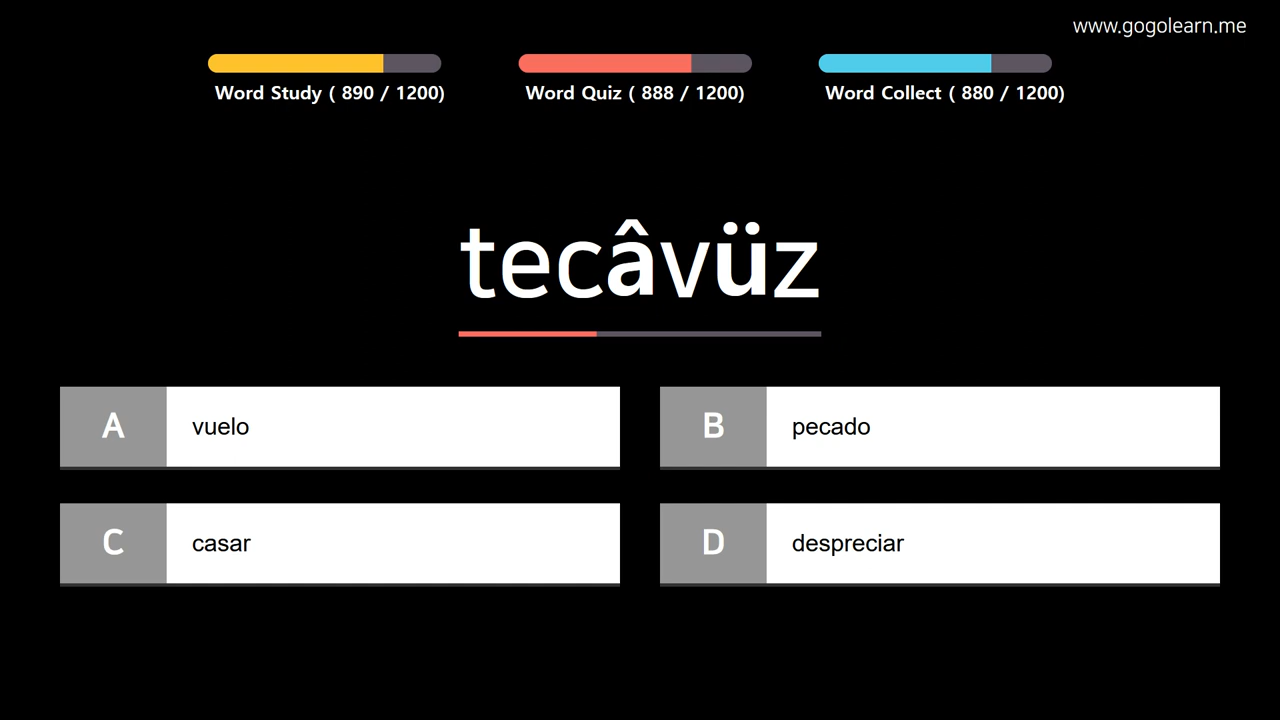 www.gogolearn.me
Word Study ( 890 / 1200)
Word Quiz ( 888 / 1200)
Word Collect ( 880 / 1200)
tecâvüz
A vuelo
B pecado
C casar
D despreciar